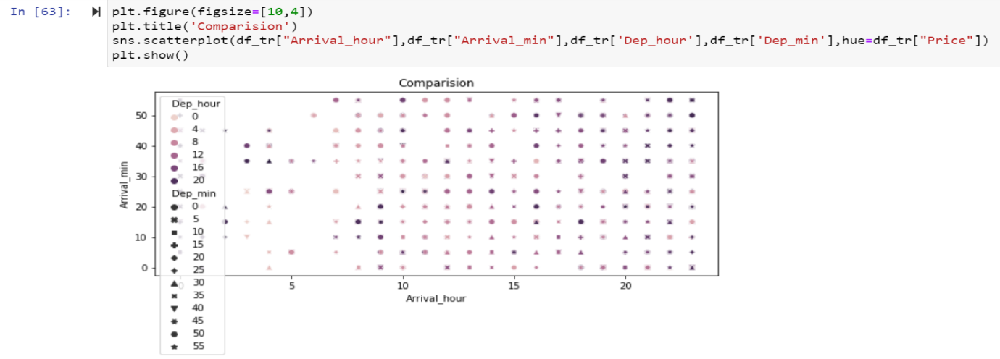 In [63]:
plt.figure(figsize=[10,4])
plt.title('Comparision')
sns.scatterplot(df_tr["Arrival_hour"],df_tr["Arrival_min"],df_tr['Dep_hour'],df_tr['Dep_min'],hue=df_tr["Price"])
plt.show()
Comparision
Dep_hour
0
4
8
12
16
20
Dep_min
0
5
10
15
20
25
30
35
40
45
50
55
Arrival_min
50
40
30
20
10
0
0 5 10 15 20
Arrival_hour